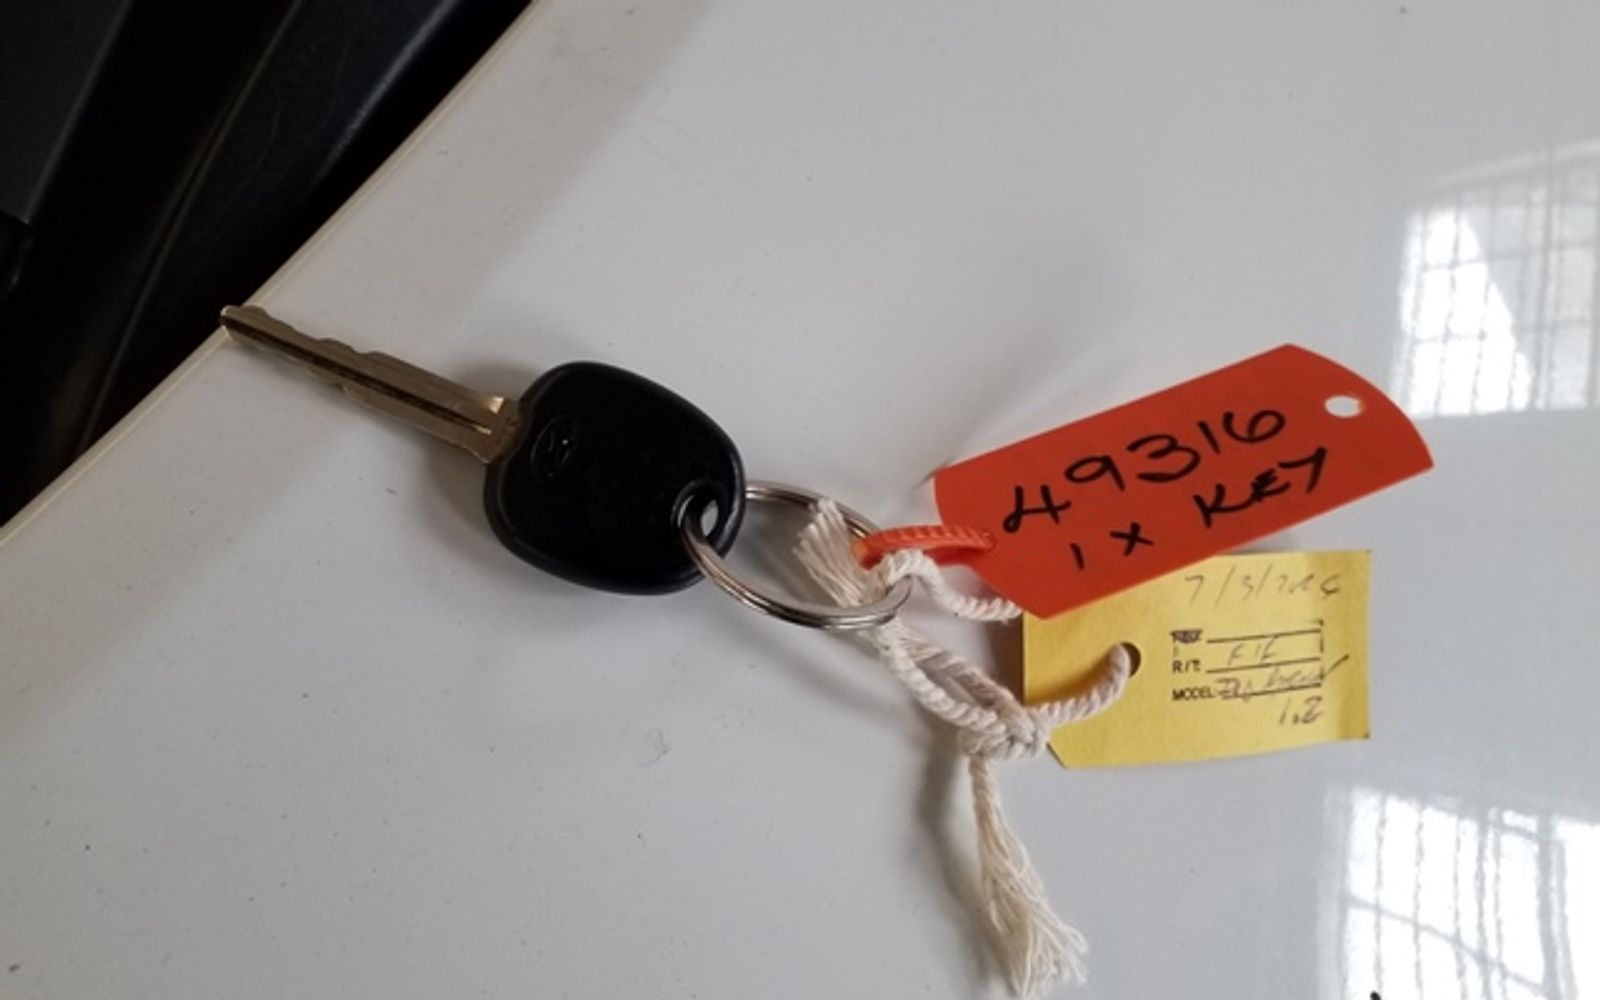 49316
1 x KEY
7/3/2024
R/T:
MODEL:
1.2